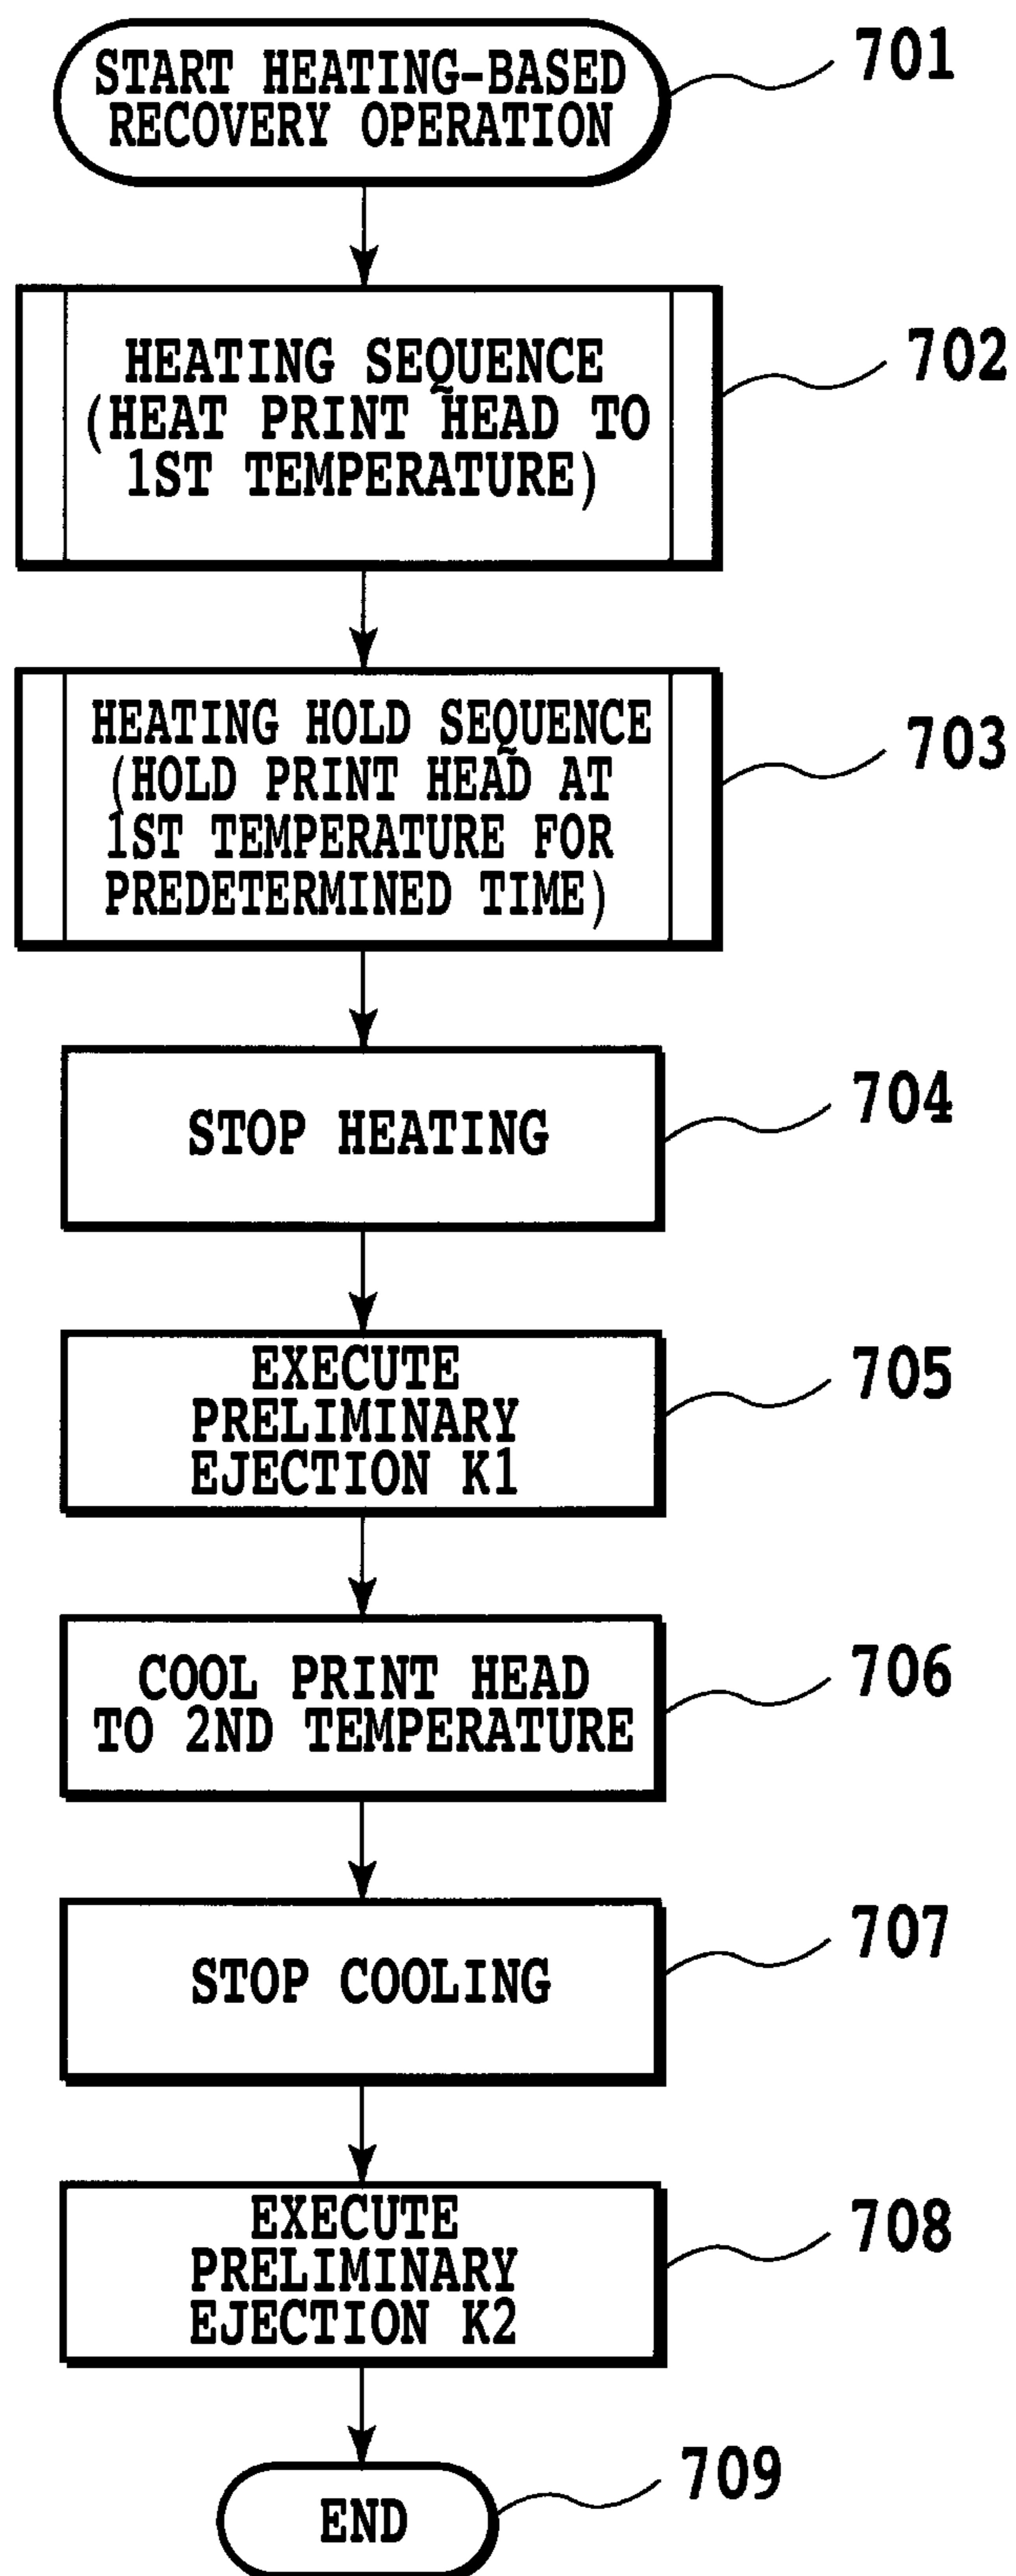 START HEATING-BASED
RECOVERY OPERATION
701
HEATING SEQUENCE
(HEAT PRINT HEAD TO
1ST TEMPERATURE)
702
HEATING HOLD SEQUENCE
(HOLD PRINT HEAD AT
1ST TEMPERATURE FOR
PREDETERMINED TIME)
703
STOP HEATING
704
EXECUTE
PRELIMINARY
EJECTION K1
705
COOL PRINT HEAD
TO 2ND TEMPERATURE
706
STOP COOLING
707
EXECUTE
PRELIMINARY
EJECTION K2
708
END
709